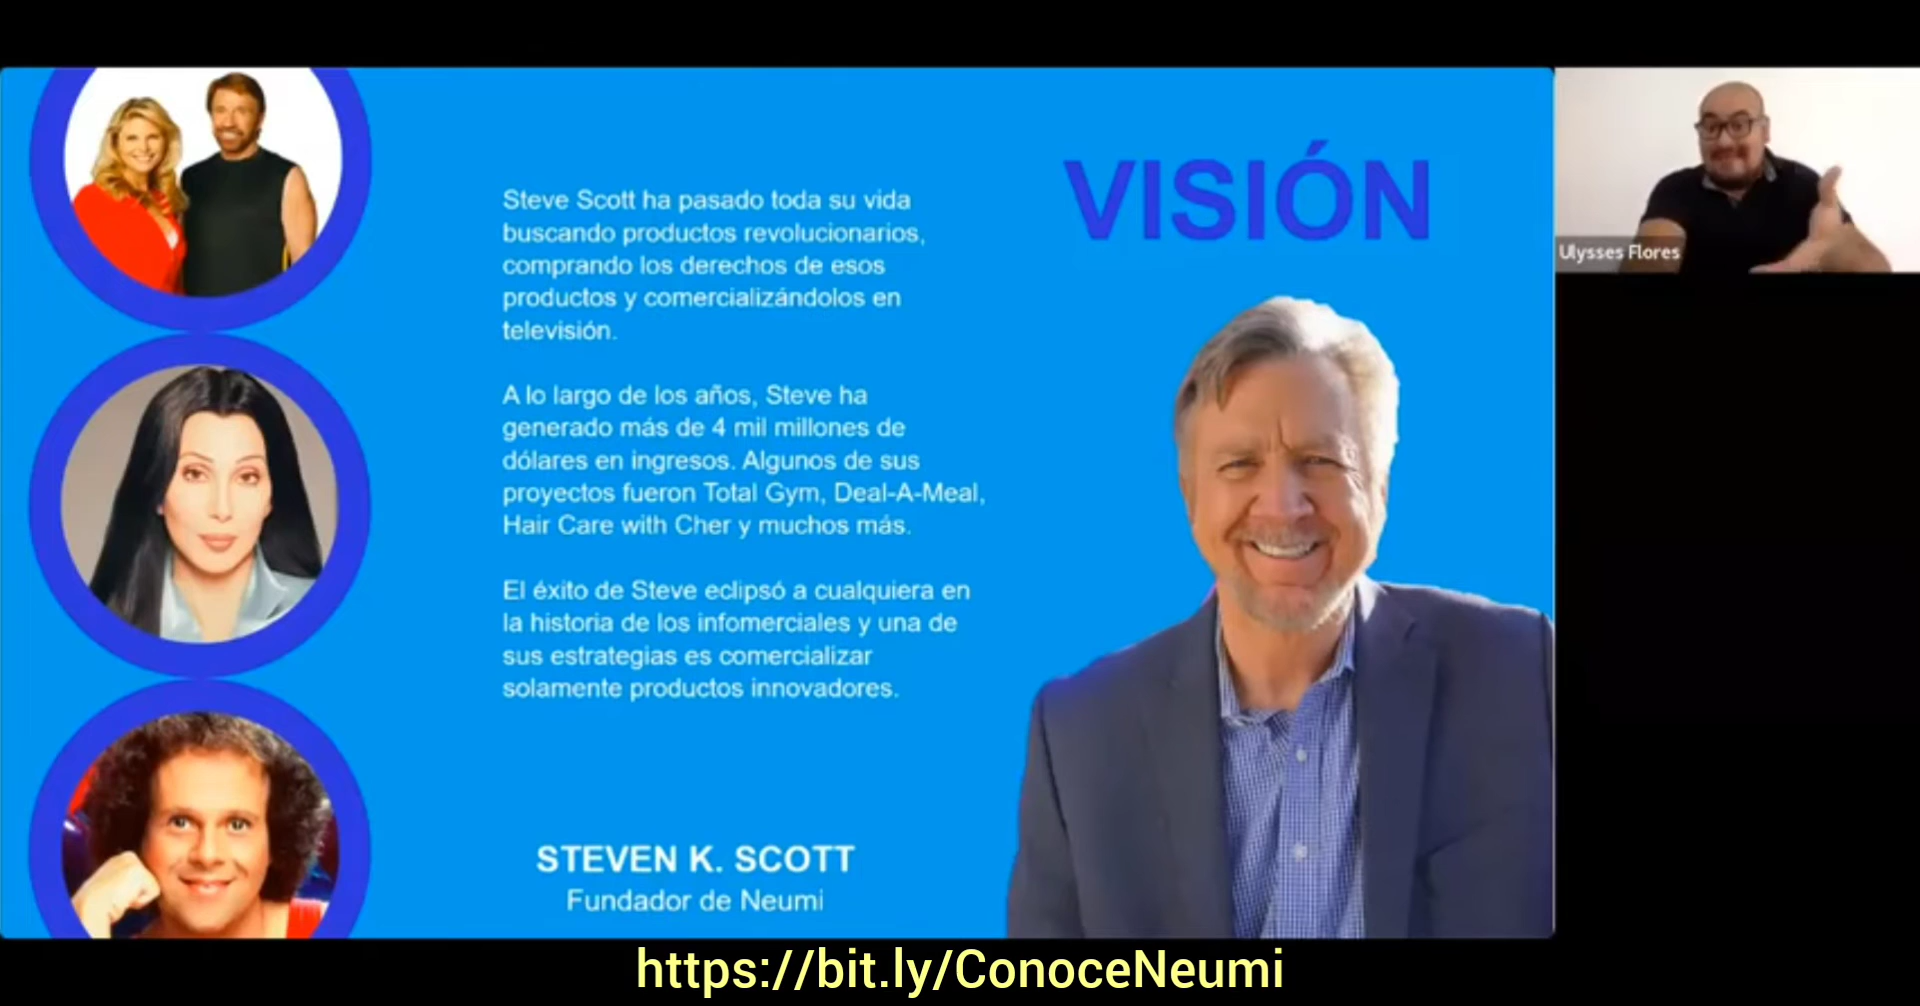 VISIÓN
Steve Scott ha pasado toda su vida
buscando productos revolucionarios,
comprando los derechos de esos
productos y comercializándolos en
televisión.
A lo largo de los años, Steve ha
generado más de 4 mil millones de
dólares en ingresos. Algunos de sus
proyectos fueron Total Gym, Deal-A-Meal,
Hair Care with Cher y muchos más.
El éxito de Steve eclipsó a cualquiera en
la historia de los infomerciales y una de
sus estrategias es comercializar
solamente productos innovadores.
STEVEN K. SCOTT
Fundador de Neumi
Ulysses Flores
https://bit.ly/ConoceNeumi